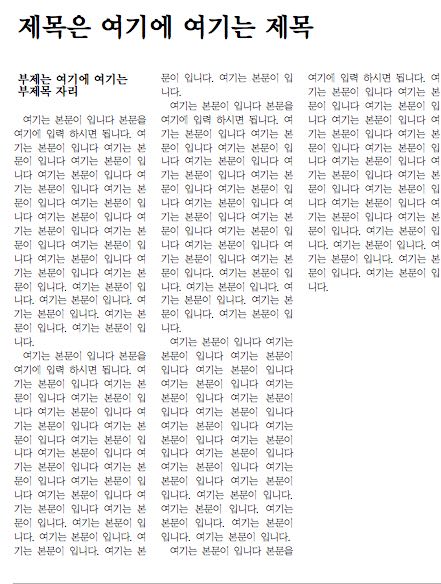 제목은 여기에 여기는 제목
부제는 여기에 여기는
부제목 자리
여기는 본문이 입니다 본문을
여기에 입력 하시면 됩니다. 여
기는 본문이 입니다 여기는 본
문이 입니다 여기는 본문이 입
니다 여기는 본문이 입니다 여
기는 본문이 입니다 여기는 본
문이 입니다 여기는 본문이 입
니다 여기는 본문이 입니다 여
기는 본문이 입니다 여기는 본
문이 입니다 여기는 본문이 입
니다 여기는 본문이 입니다 여
기는 본문이 입니다. 여기는 본
문이 입니다. 여기는 본문이 입
니다. 여기는 본문이 입니다. 여
기는 본문이 입니다. 여기는 본
문이 입니다. 여기는 본문이 입
니다.
여기는 본문이 입니다 본문을
여기에 입력 하시면 됩니다. 여
기는 본문이 입니다 여기는 본
문이 입니다 여기는 본문이 입
니다 여기는 본문이 입니다 여
기는 본문이 입니다 여기는 본
문이 입니다 여기는 본문이 입
니다 여기는 본문이 입니다 여
기는 본문이 입니다 여기는 본
문이 입니다 여기는 본문이 입
니다 여기는 본문이 입니다 여
기는 본문이 입니다. 여기는 본
문이 입니다. 여기는 본문이 입
니다. 여기는 본문이 입니다. 여
기는 본문이 입니다. 여기는 본
문이 입니다. 여기는 본문이 입
니다.
여기는 본문이 입니다 본문을
여기에 입력 하시면 됩니다. 여
기는 본문이 입니다 여기는 본
문이 입니다 여기는 본문이 입
니다 여기는 본문이 입니다 여
기는 본문이 입니다 여기는 본
문이 입니다 여기는 본문이 입
니다 여기는 본문이 입니다 여
기는 본문이 입니다 여기는 본
문이 입니다 여기는 본문이 입
니다 여기는 본문이 입니다 여
기는 본문이 입니다. 여기는 본
문이 입니다. 여기는 본문이 입
니다. 여기는 본문이 입니다. 여
기는 본문이 입니다. 여기는 본
문이 입니다. 여기는 본문이 입
니다.
여기는 본문이 입니다 여기는
본문이 입니다 여기는 본문이
입니다 여기는 본문이 입니다
여기는 본문이 입니다 여기는
본문이 입니다 여기는 본문이
입니다 여기는 본문이 입니다
여기는 본문이 입니다 여기는
본문이 입니다 여기는 본문이
입니다 여기는 본문이 입니다
여기는 본문이 입니다 여기는
본문이 입니다 여기는 본문이
입니다. 여기는 본문이 입니다.
여기는 본문이 입니다. 여기는
본문이 입니다. 여기는 본문이
입니다. 여기는 본문이 입니다.
여기는 본문이 입니다 본문을
여기에 입력 하시면 됩니다. 여
기는 본문이 입니다 여기는 본
문이 입니다 여기는 본문이 입
니다 여기는 본문이 입니다 여
기는 본문이 입니다 여기는 본
문이 입니다 여기는 본문이 입
니다 여기는 본문이 입니다 여
기는 본문이 입니다 여기는 본
문이 입니다 여기는 본문이 입
니다 여기는 본문이 입니다 여
기는 본문이 입니다. 여기는 본
문이 입니다. 여기는 본문이 입
니다. 여기는 본문이 입니다. 여
기는 본문이 입니다. 여기는 본
문이 입니다. 여기는 본문이 입
니다.